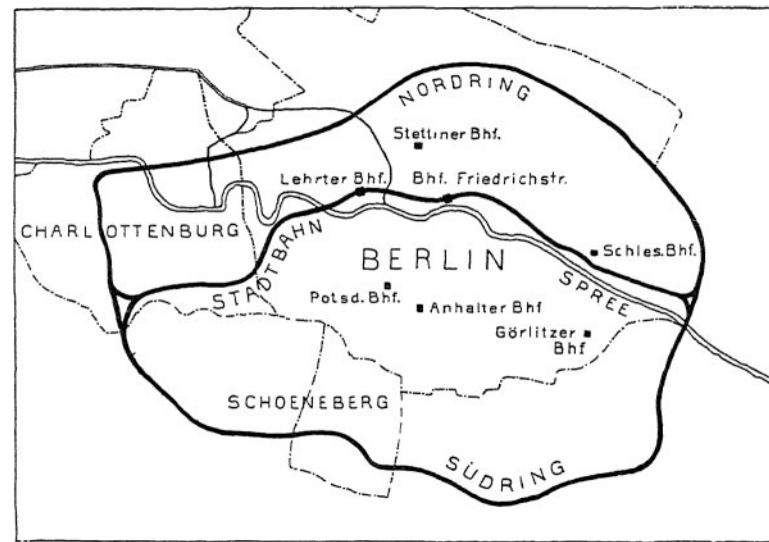 NORDRING
Stettiner Bhf.
Lehrter Bhf.
Bhf. Friedrichstr.
CHARLOTTENBURG
STADTBAHN
BERLIN
SPREE
Schles. Bhf.
Potsd. Bhf.
Anhalter Bhf
Görlitzer
Bhf
SCHOENEBERG
SÜDRING